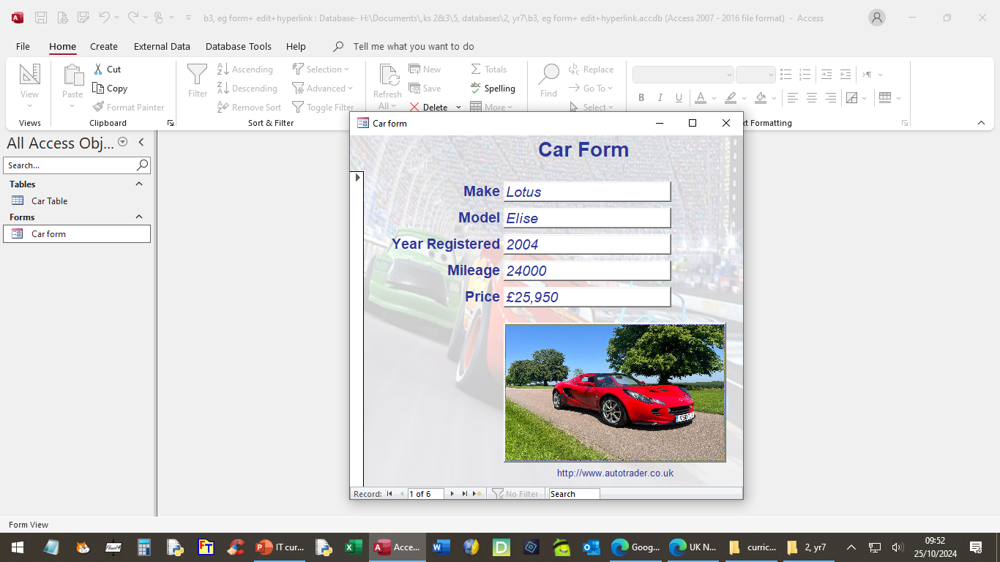 b3, eg form+ edit+hyperlink : Database- H:\Documents\,ks 2&3\5, databases\2, yr7\b3, eg form+ edit+hyperlink.accdb (Access 2007 - 2016 file format) - Access
File Home Create External Data Database Tools Help Tell me what you want to do
View Paste Cut Copy Format Painter
Filter Ascending Descending Remove Sort Selection Advanced Toggle Filter
Refresh All New Save Delete Totals Spelling More
Find Replace Go To Select
B I U A
Views Clipboard Sort & Filter t Formatting
All Access Obj...
Search...
Tables
Car Table
Forms
Car form
Car form
Car Form
Make Lotus
Model Elise
Year Registered 2004
Mileage 24000
Price £25,950
http://www.autotrader.co.uk
Record: 1 of 6 No Filter Search
Form View
IT cur... Acce... Goog... UK N... curric... 2, yr7 09:52
25/10/2024